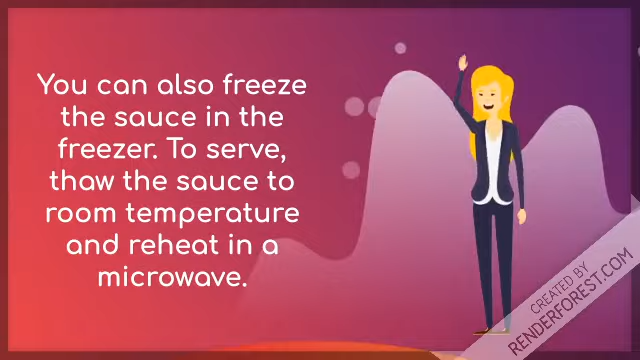 You can also freeze
the sauce in the
freezer. To serve,
thaw the sauce to
room temperature
and reheat in a
microwave.
CREATED BY
RENDERFOREST.COM